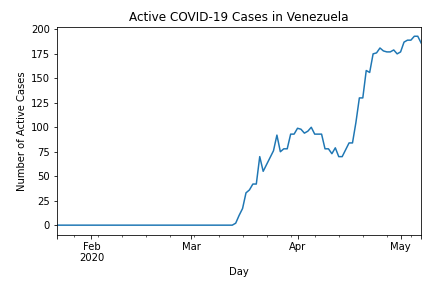 Active COVID-19 Cases in Venezuela
Number of Active Cases
200
175
150
125
100
75
50
25
0
Feb Mar Apr May
2020
Day